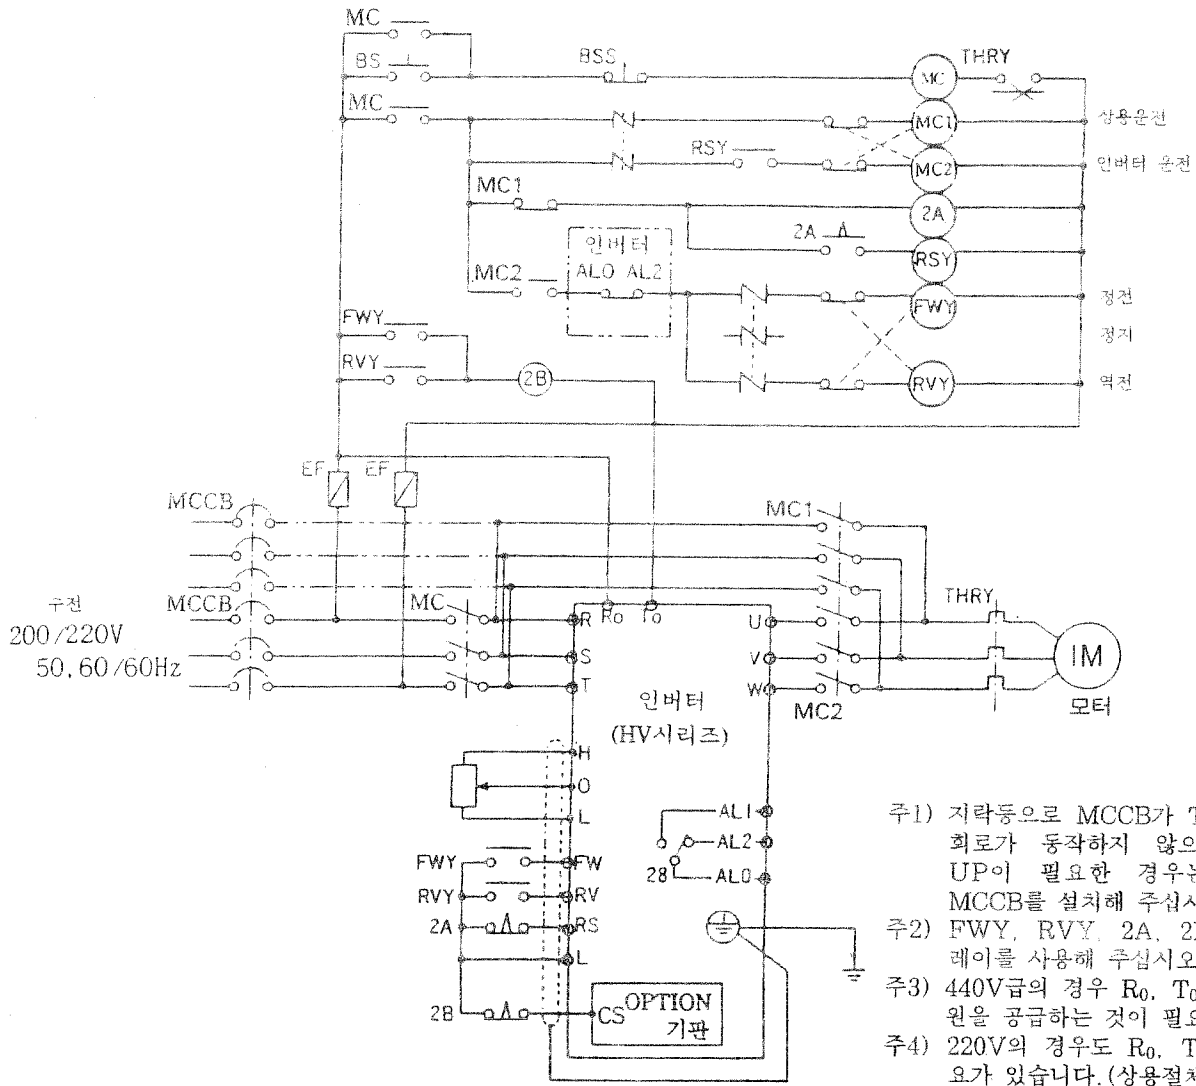 MC
BS
BSS
MC
THRY
MC
MC1
상용운전
RSY
MC2
인버터 운전
MC1
2A
2A
인버터
RSY
MC2
AL0 AL2
FWY
정전
정지
FWY
RVY
2B
RVY
역전
EF
EF
MCCB
MC1
수전
MCCB
MC
THRY
200/220V
50,60/60Hz
R
R0
T0
U
S
V
T
W
IM
모터
인버터
(HV시리즈)
MC2
H
O
L
AL1
AL2
28
AL0
FWY
FW
RVY
RV
2A
RS
L
2B
CS
OPTION
기판
주1) 지락등으로 MCCB가 T
회로가 동작하지 않으
UP이 필요한 경우는
MCCB를 설치해 주십시
주2) FWY, RVY, 2A, 2
레이를 사용해 주십시오
주3) 440V급의 경우 R0, T0
원을 공급하는 것이 필요
주4) 220V의 경우도 R0, T
요가 있습니다.(상용절차